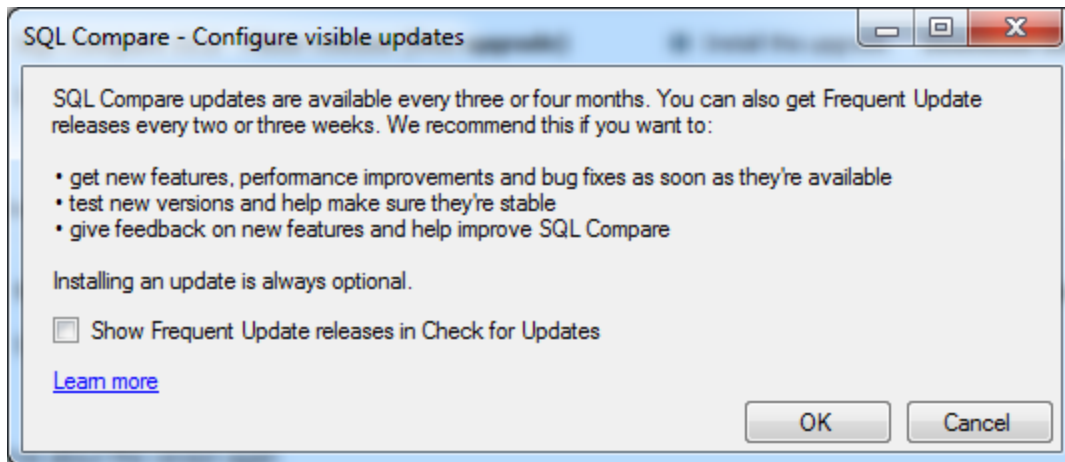 SQL Compare - Configure visible updates
SQL Compare updates are available every three or four months. You can also get Frequent Update
releases every two or three weeks. We recommend this if you want to:
• get new features, performance improvements and bug fixes as soon as they're available
• test new versions and help make sure they're stable
• give feedback on new features and help improve SQL Compare
Installing an update is always optional.
Show Frequent Update releases in Check for Updates
Learn more
OK
Cancel